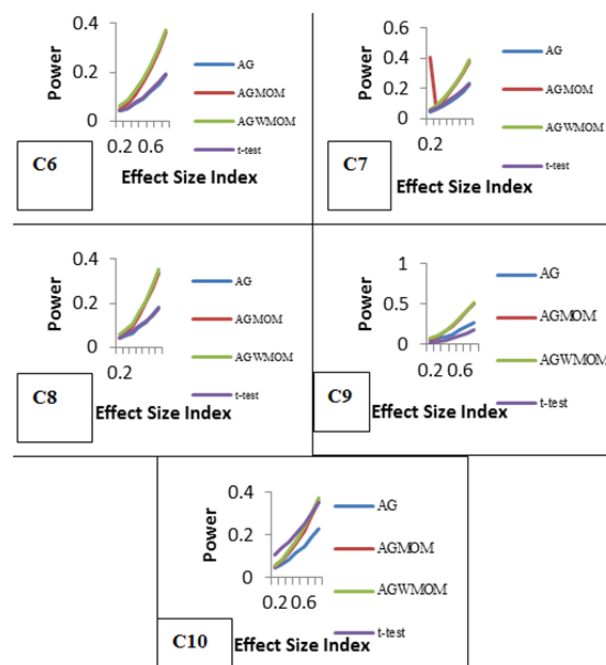 Power
0.4
0.2
0
0.2 0.6
AG
AGMOM
AGWMOM
t-test
Effect Size Index
C6
Power
0.6
0.4
0.2
0
0.2
AG
AGMOM
AGWMOM
t-test
Effect Size Index
C7
Power
0.4
0.2
0
0.2
AG
AGMOM
AGWMOM
t-test
Effect Size Index
C8
Power
1
0.5
0
0.2 0.6
AG
AGMOM
AGWMOM
t-test
Effect Size Index
C9
Power
0.4
0.2
0
0.2 0.6
AG
AGMOM
AGWMOM
t-test
Effect Size Index
C10